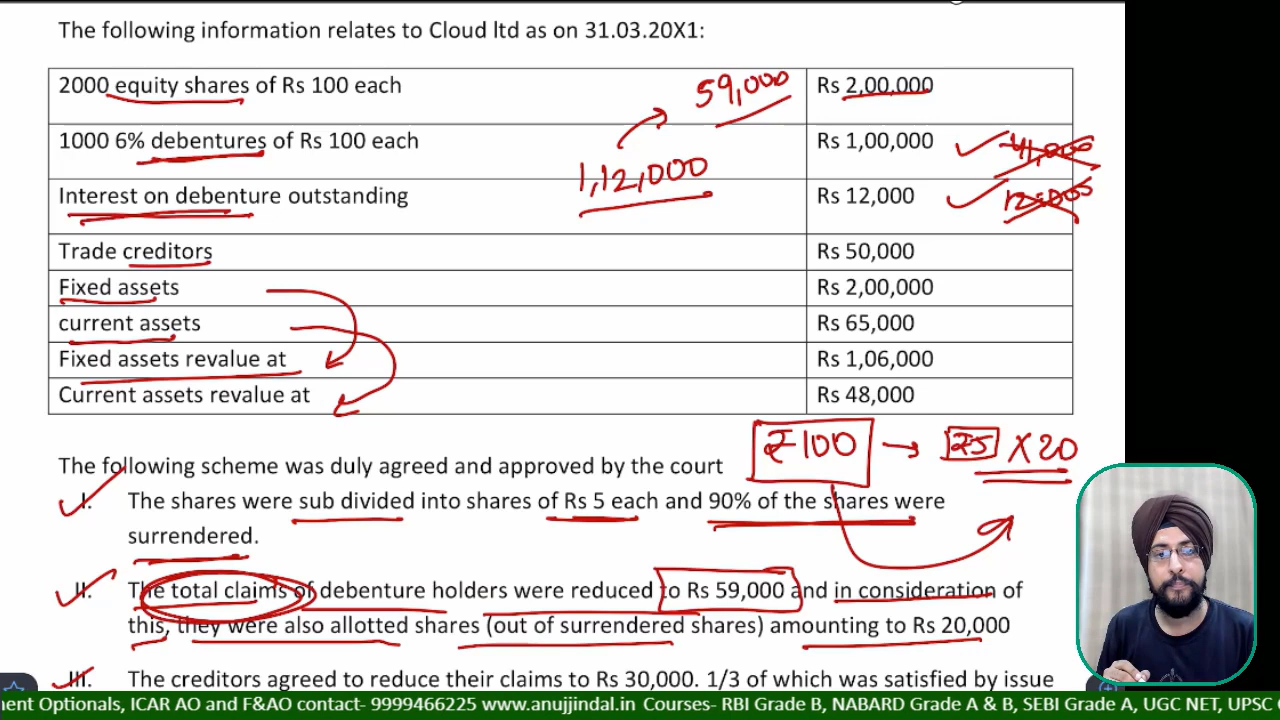 The following information relates to Cloud ltd as on 31.03.20X1:
2000 equity shares of Rs 100 each 59,000 Rs 2,00,000
1000 6% debentures of Rs 100 each Rs 1,00,000 41,000
1,12,000
Interest on debenture outstanding Rs 12,000 12,000
Trade creditors Rs 50,000
Fixed assets Rs 2,00,000
current assets Rs 65,000
Fixed assets revalue at Rs 1,06,000
Current assets revalue at Rs 48,000
₹100 → ₹5 X 20
The following scheme was duly agreed and approved by the court
I. The shares were sub divided into shares of Rs 5 each and 90% of the shares were
surrendered.
II. The total claims of debenture holders were reduced to Rs 59,000 and in consideration of
this, they were also allotted shares (out of surrendered shares) amounting to Rs 20,000
III. The creditors agreed to reduce their claims to Rs 30,000. 1/3 of which was satisfied by issue
ent Optionals, ICAR AO and F&AO contact- 9999466225 www.anujjindal.in Courses- RBI Grade B, NABARD Grade A & B, SEBI Grade A, UGC NET, UPSC